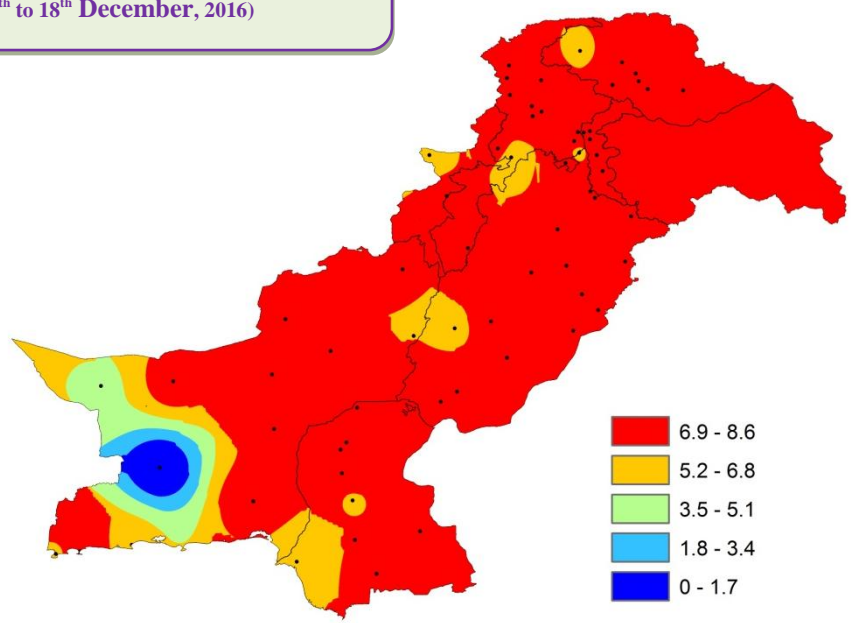 th to 18th December, 2016)
6.9 - 8.6
5.2 - 6.8
3.5 - 5.1
1.8 - 3.4
0 - 1.7